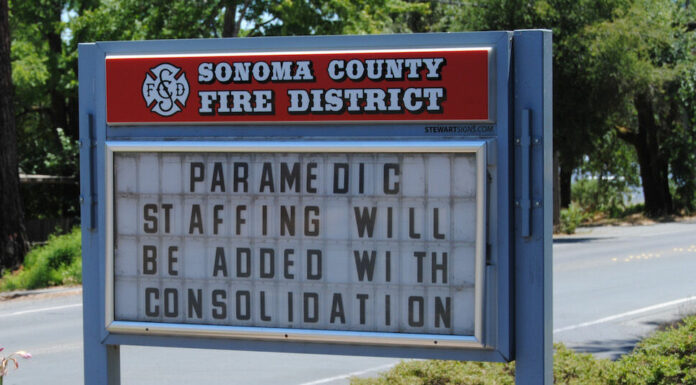 SONOMA COUNTY
FIRE DISTRICT
F S D
STEWARTSIGNS.COM
PARAMEDIC
STAFFING WILL
BE ADDED WITH
CONSOLIDATION